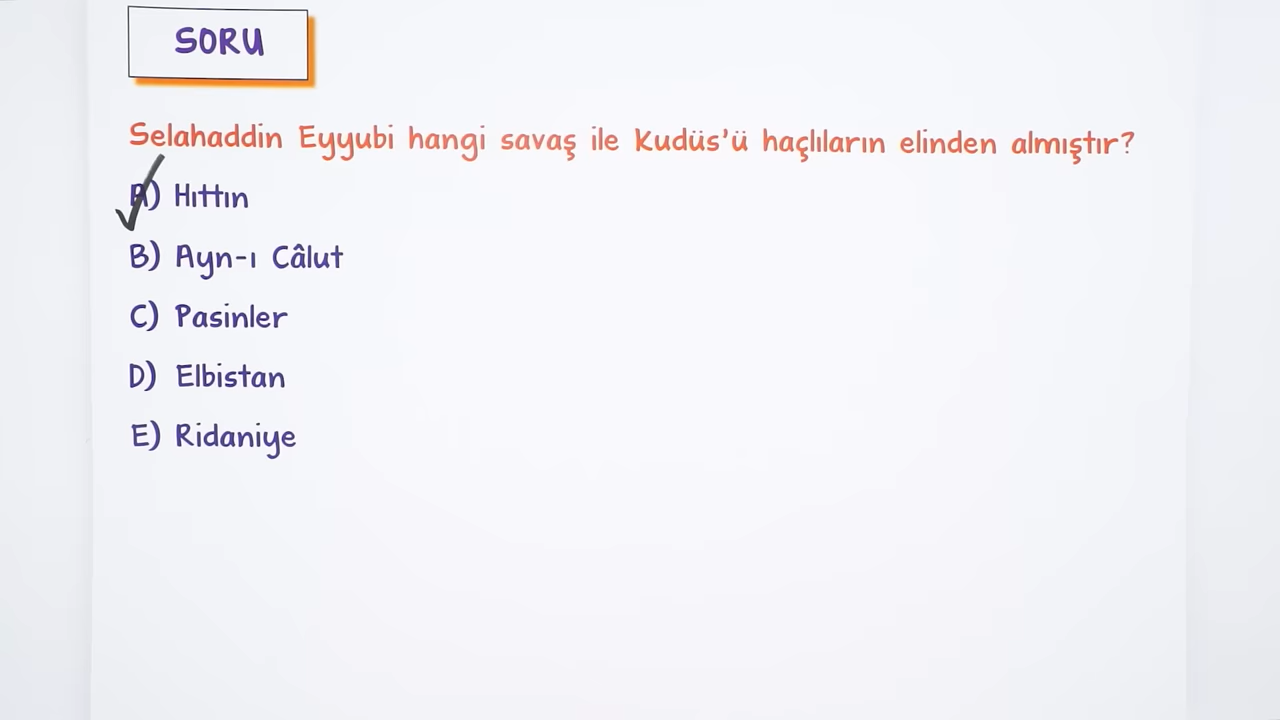 SORU
Selahaddin Eyyubi hangi savaş ile Kudüs'ü haçlıların elinden almıştır?
A) Hıttın
B) Ayn-ı Câlut
C) Pasinler
D) Elbistan
E) Ridaniye